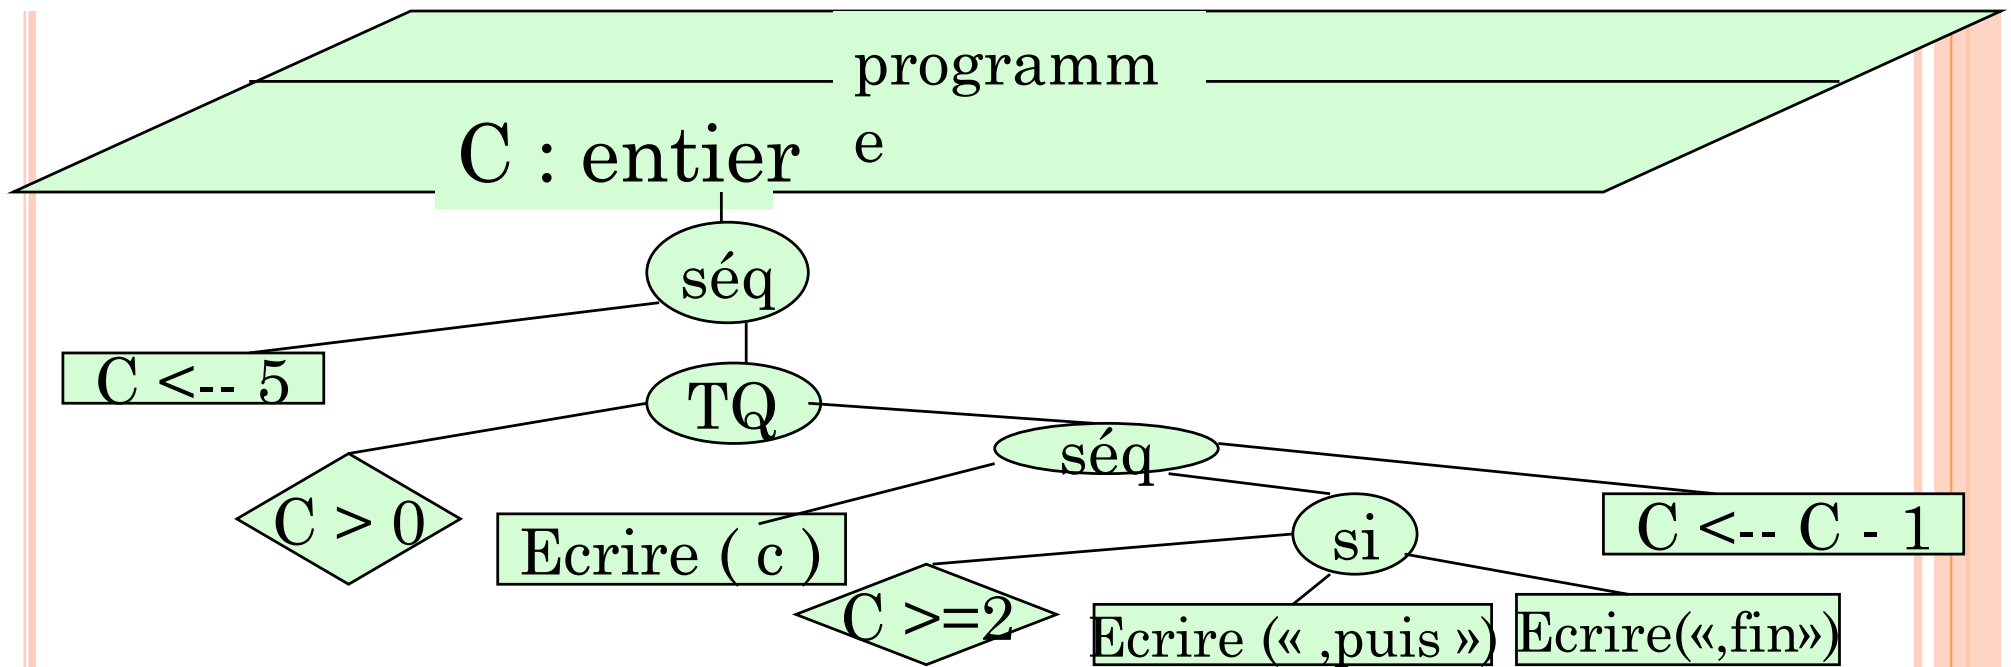 programm
e
C : entier
séq
C <-- 5
TQ
séq
C > 0
Ecrire ( c )
si
C <-- C - 1
C >=2
Ecrire (« ,puis »)
Ecrire(«,fin»)